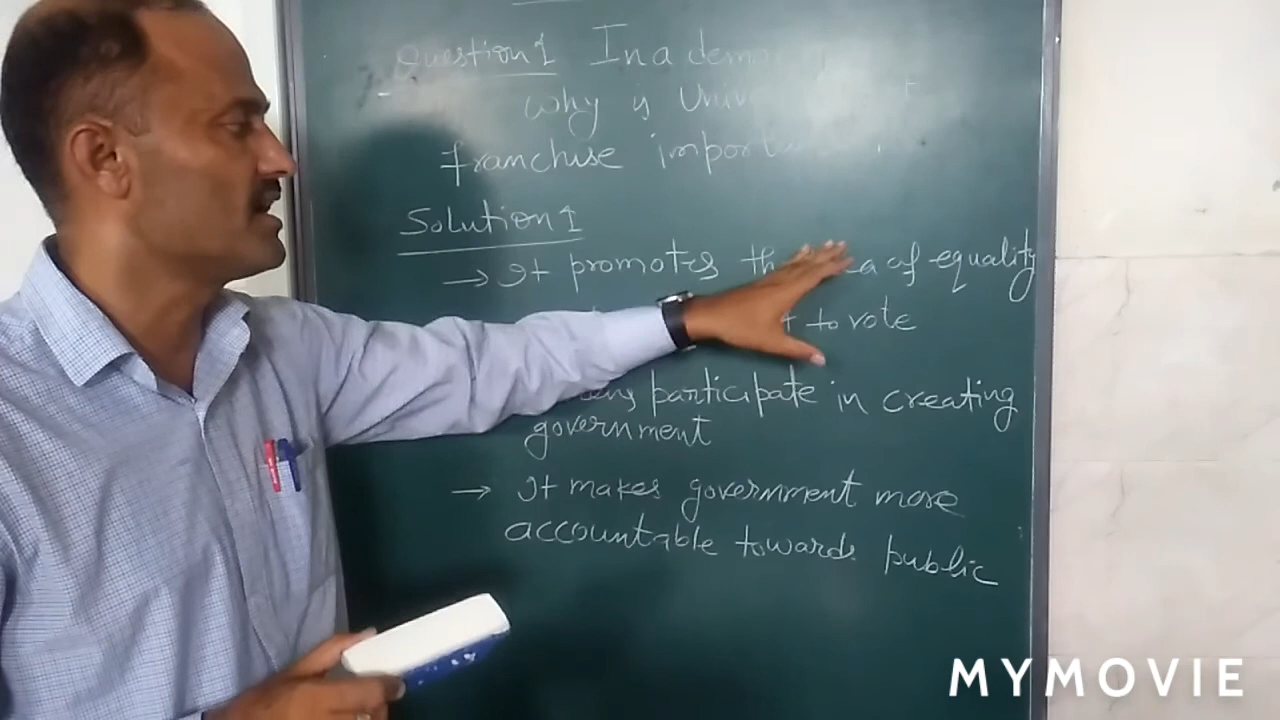 Question 1 In a demo
why is Univ
franchise import
Solution 1
→ It promotes th a of equality
t to vote
participate in creating
government
→ It makes government more
accountable towards public
MYMOVIE